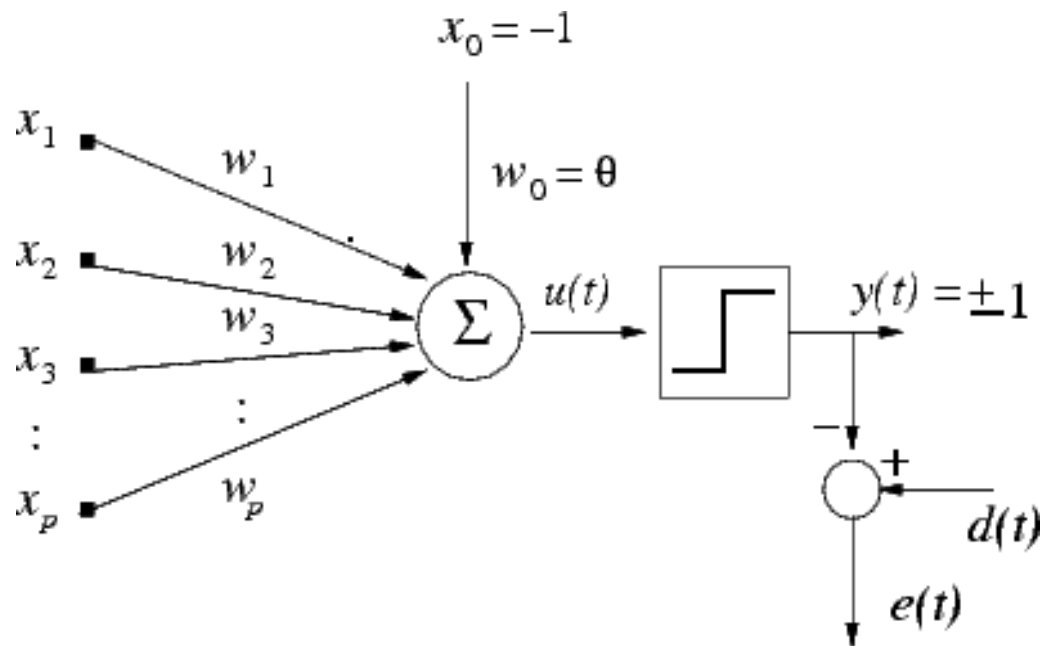 x₀ = −1
x₁
w₁
w₀ = θ
x₂
w₂
w₃
Σ
u(t)
y(t) = ±1
x₃
⋮
⋮
−
+
x_p
w_p
d(t)
e(t)